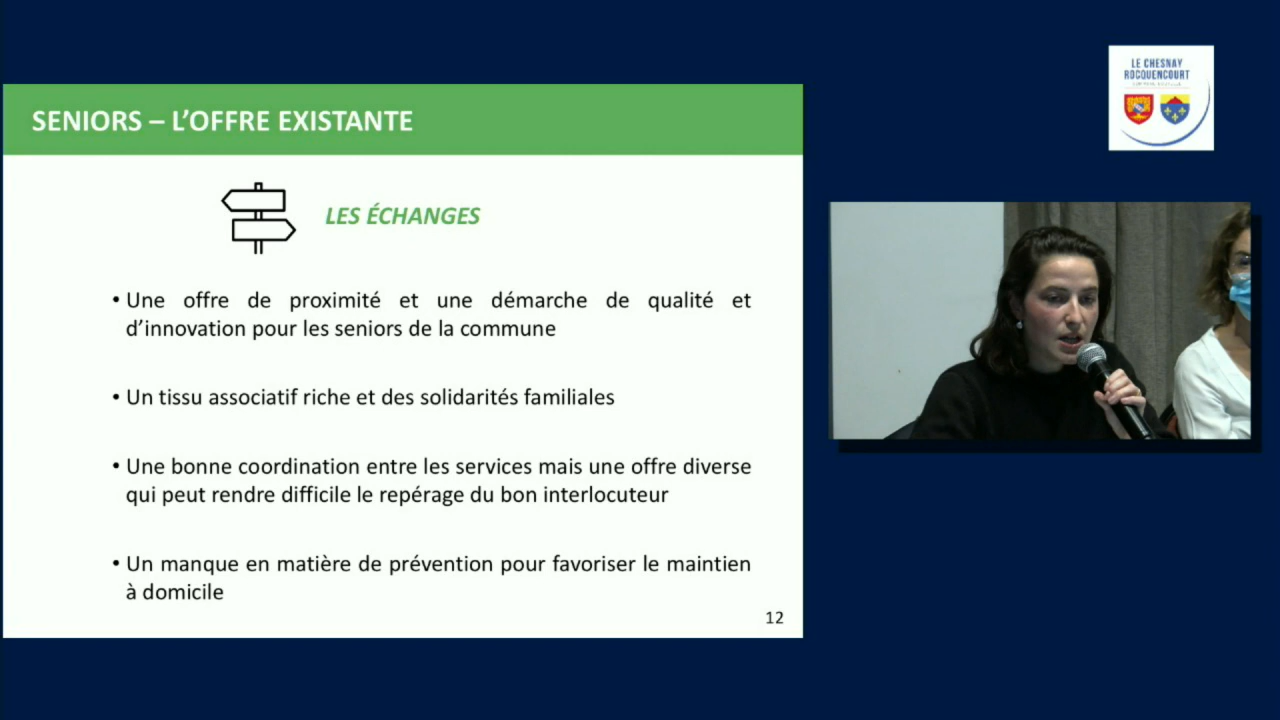 SENIORS – L'OFFRE EXISTANTE
LES ÉCHANGES
• Une offre de proximité et une démarche de qualité et
d'innovation pour les seniors de la commune
• Un tissu associatif riche et des solidarités familiales
• Une bonne coordination entre les services mais une offre diverse
qui peut rendre difficile le repérage du bon interlocuteur
• Un manque en matière de prévention pour favoriser le maintien
à domicile
12
LE CHESNAY
ROCQUENCOURT